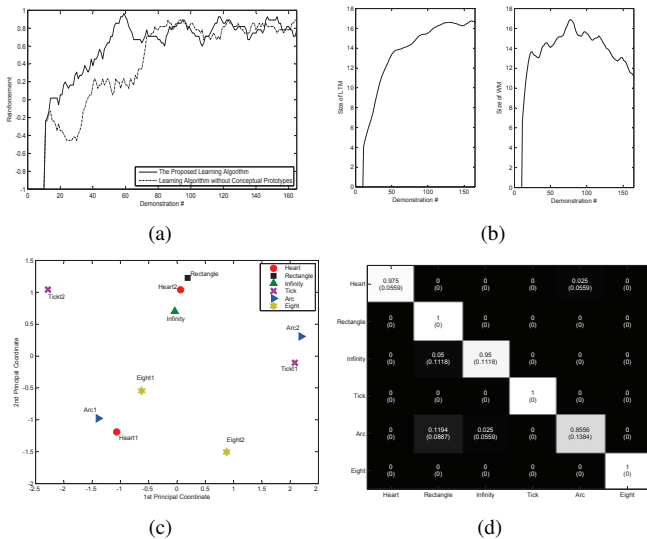 1
0.8
0.6
0.4
0.2
0
-0.2
-0.4
-0.6
-0.8
-1
Reinforcement
0 20 40 60 80 100 120 140 160
Demonstration #
The Proposed Learning Algorithm
Learning Algorithm without Conceptual Prototypes
(a)
18
16
14
12
10
8
6
4
2
0
Size of LTM
0 50 100 150
Demonstration #
18
16
14
12
10
8
6
4
2
0
Size of WM
0 50 100 150
Demonstration #
(b)
1.5
1
0.5
0
-0.5
-1
-1.5
-2
2nd Principal Coordinate
-2.5 -2 -1.5 -1 -0.5 0 0.5 1 1.5 2 2.5
1st Principal Coordinate
Heart
Rectangle
Infinity
Tick
Arc
Eight
Rectangle
Tickt2
Heart2
Infinity
Arc2
Tickt1
Eight1
Arc1
Heart1
Eight2
(c)
Heart 0.975 0 0 0 0.025 0
(0.0559) (0) (0) (0) (0.0559) (0)
Rectangle 0 1 0 0 0 0
(0) (0) (0) (0) (0) (0)
Infinity 0 0.05 0.95 0 0 0
(0) (0.1118) (0.1118) (0) (0) (0)
Tick 0 0 0 1 0 0
(0) (0) (0) (0) (0) (0)
Arc 0 0.1194 0.025 0 0.8556 0
(0) (0.0887) (0.0559) (0) (0.1384) (0)
Eight 0 0 0 0 0 1
(0) (0) (0) (0) (0) (0)
Heart Rectangle Infinity Tick Arc Eight
(d)